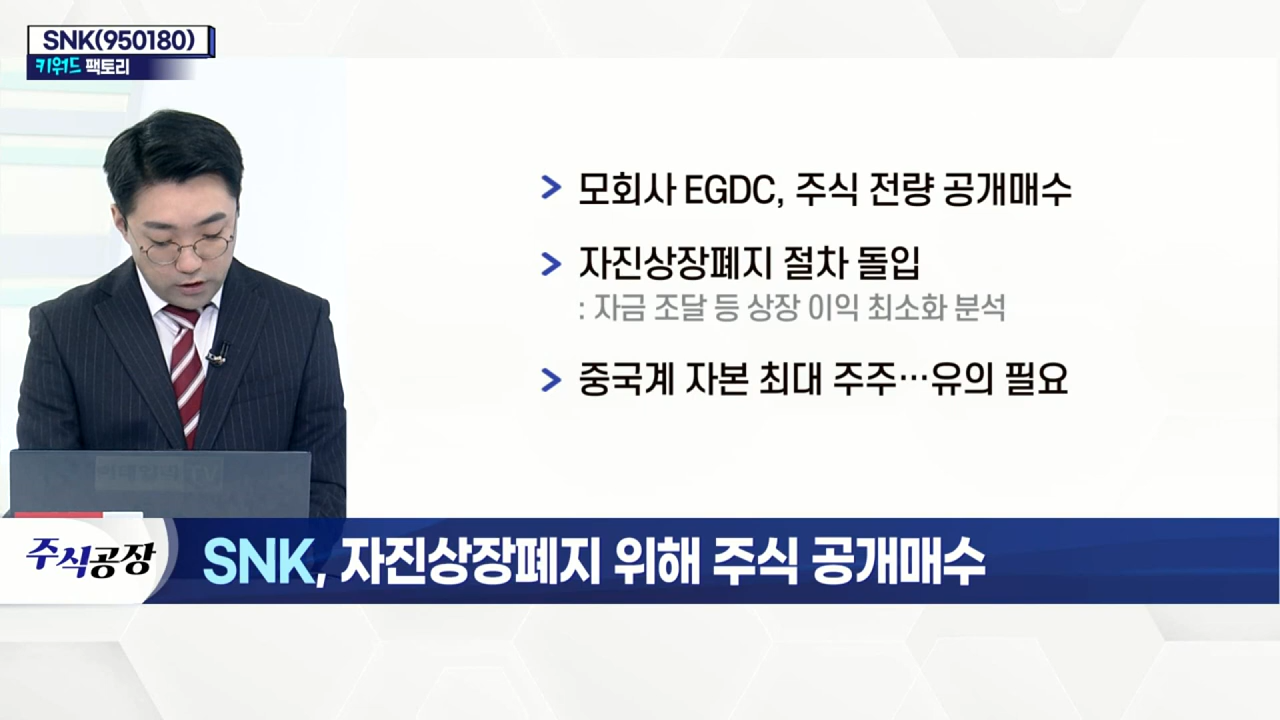 SNK(950180)
키워드 팩토리
> 모회사 EGDC, 주식 전량 공개매수
> 자진상장폐지 절차 돌입
: 자금 조달 등 상장 이익 최소화 분석
> 중국계 자본 최대 주주…유의 필요
주식공장
SNK, 자진상장폐지 위해 주식 공개매수